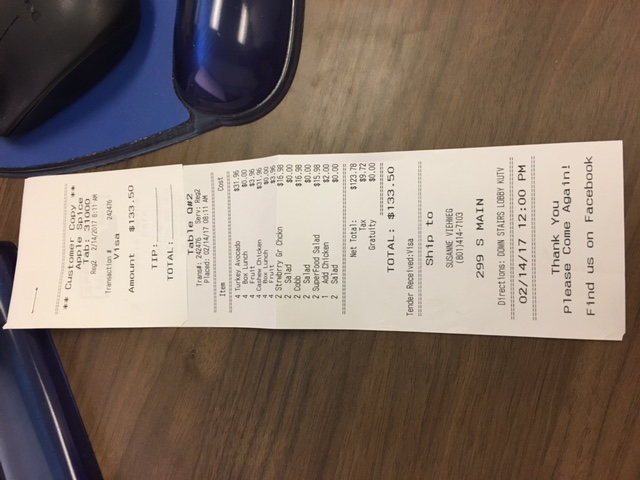 ** Customer Copy **
Apple Spice
Tab: 31000
Reg2 2/14/2017 8:11 AM
Transaction # 242476
Visa
Amount $133.50
TIP:
TOTAL:
Table Q#2
Trans#: 242476 Serv: Reg2
Placed: 02/14/17 08:11 AM
Item Cost
4 Turkey Avocado $31.96
4 Box Lunch $0.00
4 Fruit $3.96
4 Cashew Chicken $31.96
4 Box Lunch $0.00
4 Fruit $3.96
2 Strwbrry Gr Chckn $16.98
2 Salad $0.00
2 Cobb $16.98
2 Salad $0.00
2 SuperFood Salad $15.98
1 Add Chicken $2.00
2 Salad $0.00
Net Total: $123.78
Tax $9.72
Gratuity $0.00
TOTAL: $133.50
Tender Received:Visa
Ship to
SUSANNE VIEHWEG
(801)414-7103
299 S MAIN
Directions: DOWN STAIRS LOBBY KUTV
02/14/17 12:00 PM
Thank You
Please Come Again!
Find us on Facebook